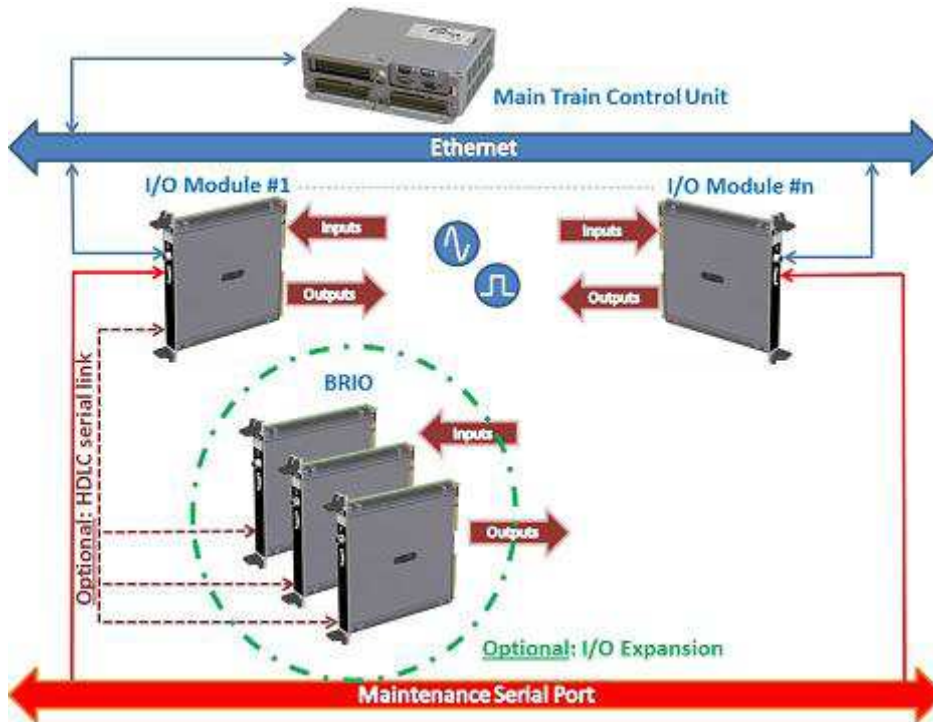 Main Train Control Unit
Ethernet
I/O Module #1
I/O Module #n
Inputs
Inputs
Outputs
Outputs
BRIO
Inputs
Outputs
Optional: HDLC serial link
Optional: I/O Expansion
Maintenance Serial Port